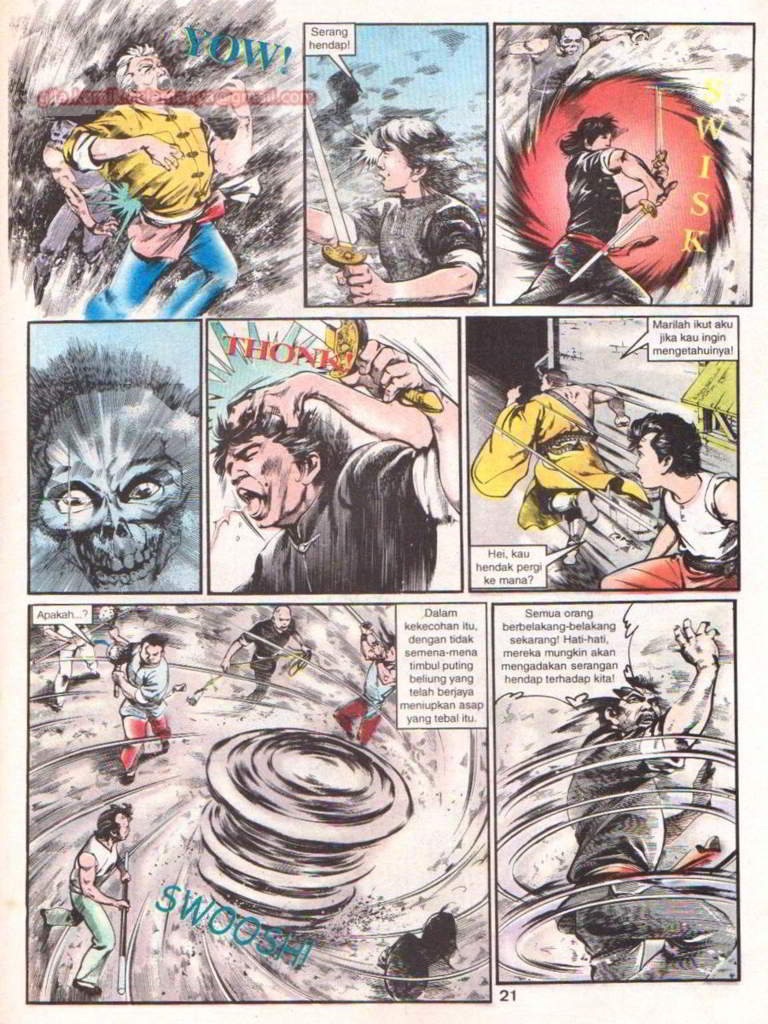 YOW!
Serang
hendap!
SWISK
THONK!
Marilah ikut aku
jika kau ingin
mengetahuinya!
Hei, kau
hendak pergi
ke mana?
Apakah...?
Dalam
kekecohan itu,
dengan tidak
semena-mena
timbul puting
beliung yang
telah berjaya
meniupkan asap
yang tebal itu.
SWOOSH!
Semua orang
berbelakang-belakang
sekarang! Hati-hati,
mereka mungkin akan
mengadakan serangan
hendap terhadap kita!
21